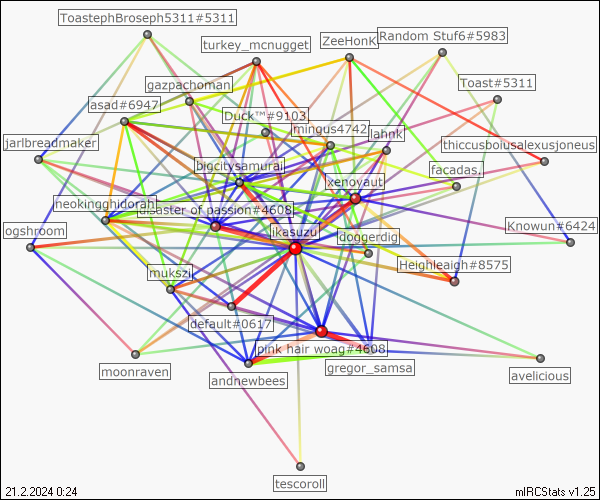 ToastephBroseph5311#5311
turkey_mcnugget
ZeeHonK
Random Stuf6#5983
gazpachoman
Toast#5311
asad#6947
Duck™#9103
mingus4742
lahnk
jarlbreadmaker
thiccusboiusalexusjoneus
bigcitysamurai
xenovaut
facadas.
neokingghidorah
disaster of passion#4608
ogshroom
ikasuzu
doggerdig
Knowun#6424
mukszi
Heighleigh#8575
default#0617
pink hair woag#4608
moonraven
andnewbees
gregor_samsa
avelicious
tescoroll
21.2.2024 0:24
mIRCStats v1.25